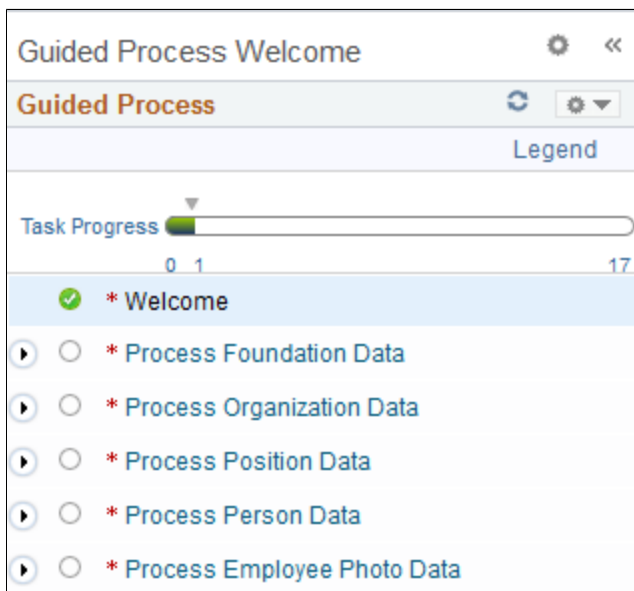 Guided Process Welcome
Guided Process
Legend
Task Progress
0 1 17
* Welcome
* Process Foundation Data
* Process Organization Data
* Process Position Data
* Process Person Data
* Process Employee Photo Data